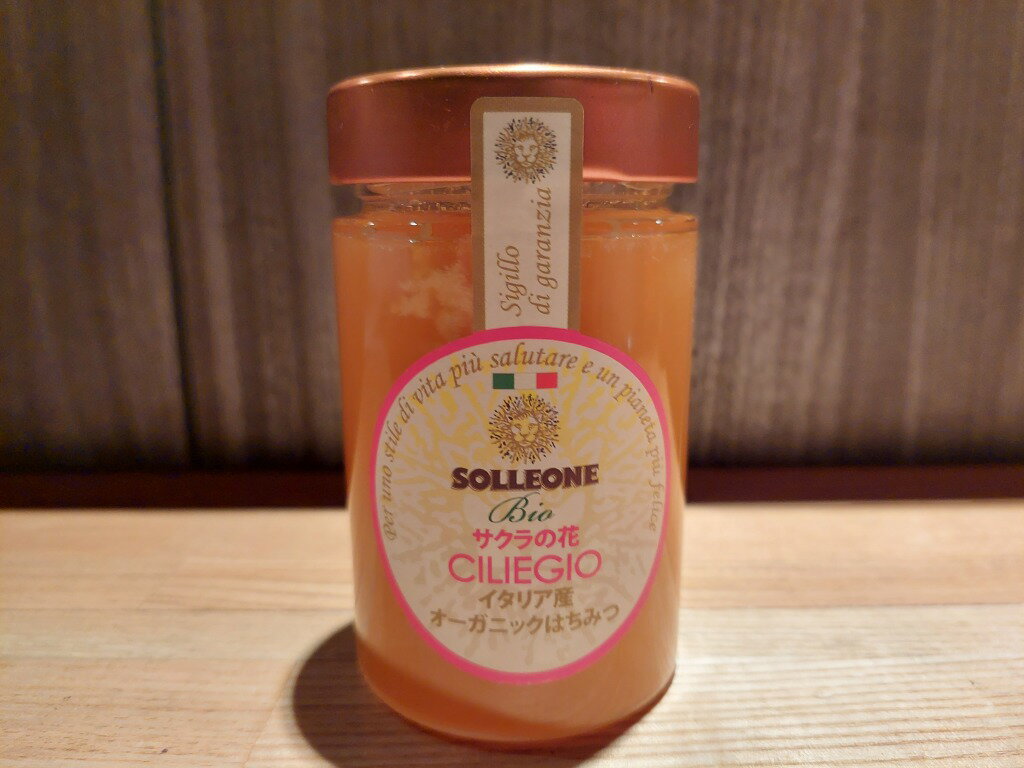 Sigillo
di garanzia
Per uno stile di vita più salutare e un pianeta più felice
SOLLEONE
Bio
サクラの花
CILIEGIO
イタリア産
オーガニックはちみつ